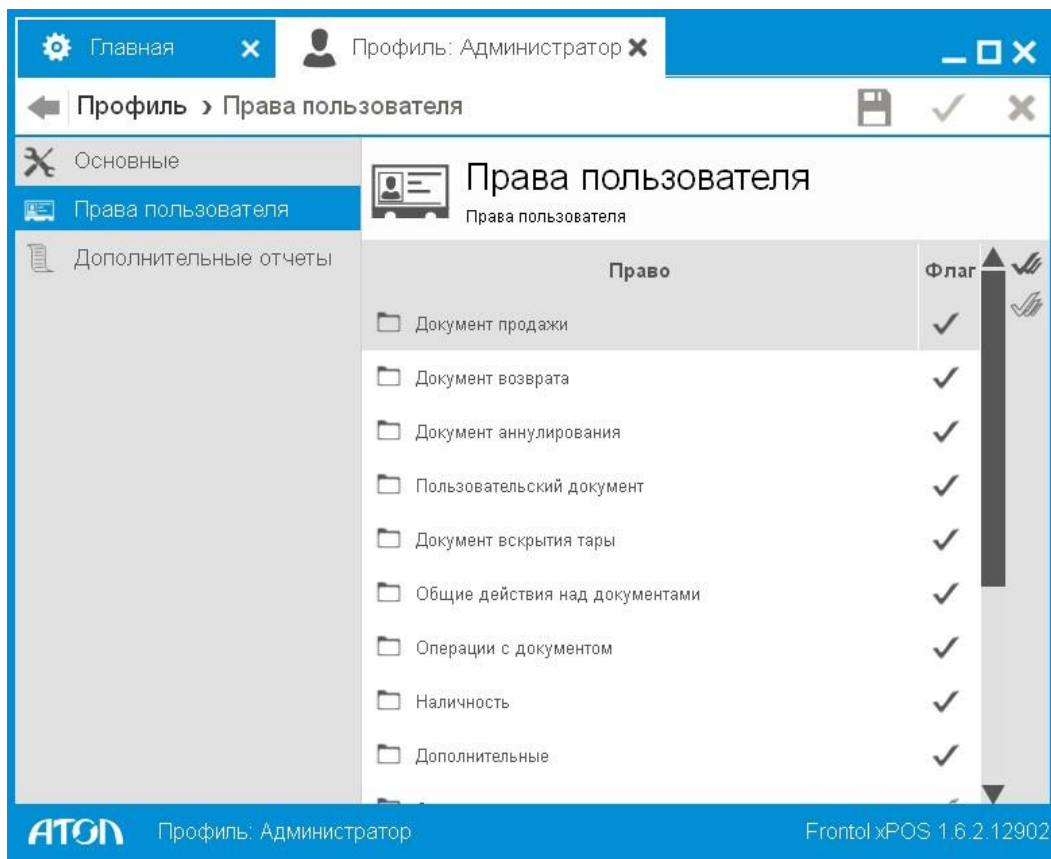 Главная
Профиль: Администратор
Профиль › Права пользователя
Основные
Права пользователя
Дополнительные отчеты
Права пользователя
Права пользователя
Право Флаг
Документ продажи
Документ возврата
Документ аннулирования
Пользовательский документ
Документ вскрытия тары
Общие действия над документами
Операции с документом
Наличность
Дополнительные
АТОЛ Профиль: Администратор Frontol xPOS 1.6.2.12902